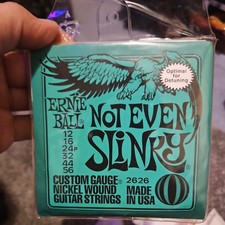 Optimal for
Detuning
ERNIE
BALL
NOT EVEN
SLINKY
12
16
24P
32
44
56
CUSTOM GAUGE
NICKEL WOUND
GUITAR STRINGS
2626
MADE
IN USA